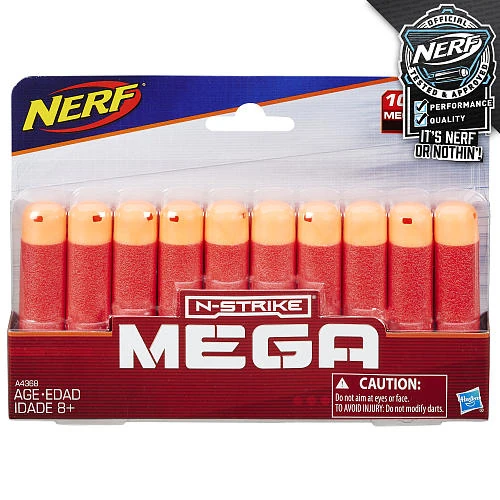 OFFICIAL
NERF
TESTED & APPROVED
PERFORMANCE
QUALITY
IT'S NERF
OR NOTHIN'!
NERF
10
MEG
N-STRIKE
MEGA
A4368
AGE•EDAD
IDADE 8+
CAUTION:
Do not aim at eyes or face.
TO AVOID INJURY: Do not modify darts.
Hasbro